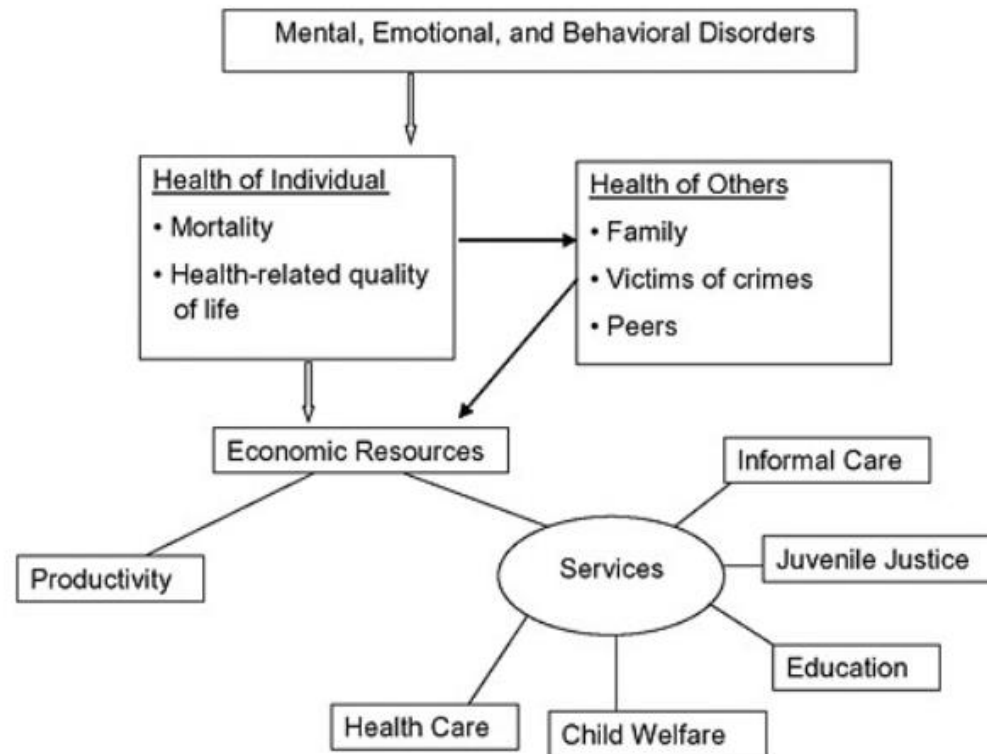 Mental, Emotional, and Behavioral Disorders
Health of Individual
• Mortality
• Health-related quality
of life
Health of Others
• Family
• Victims of crimes
• Peers
Economic Resources
Informal Care
Productivity
Services
Juvenile Justice
Education
Health Care
Child Welfare